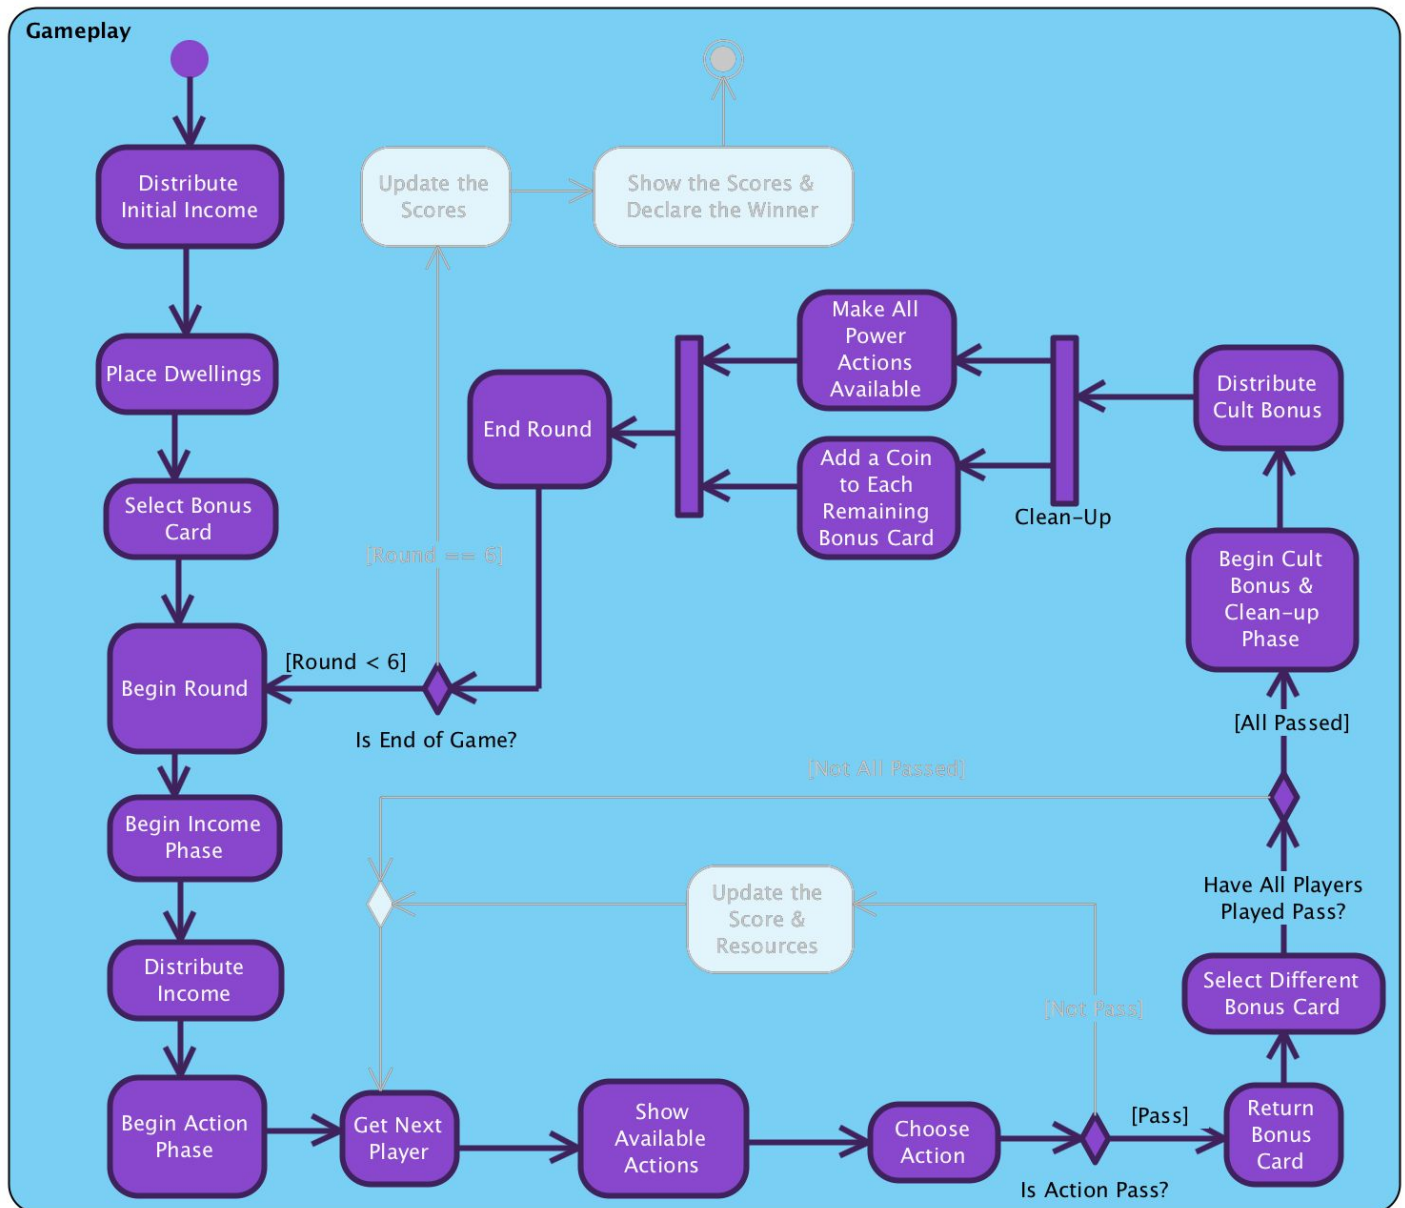 Gameplay
Distribute
Initial Income
Update the
Scores
Show the Scores &
Declare the Winner
Place Dwellings
Select Bonus
Card
End Round
Make All
Power
Actions
Available
Add a Coin
to Each
Remaining
Bonus Card
Clean-Up
Distribute
Cult Bonus
Begin Cult
Bonus &
Clean-up
Phase
[Round == 6]
[Round < 6]
Begin Round
Is End of Game?
[All Passed]
[Not All Passed]
Begin Income
Phase
Have All Players
Played Pass?
Update the
Score &
Resources
Distribute
Income
Select Different
Bonus Card
[Not Pass]
Begin Action
Phase
Get Next
Player
Show
Available
Actions
Choose
Action
[Pass]
Is Action Pass?
Return
Bonus
Card